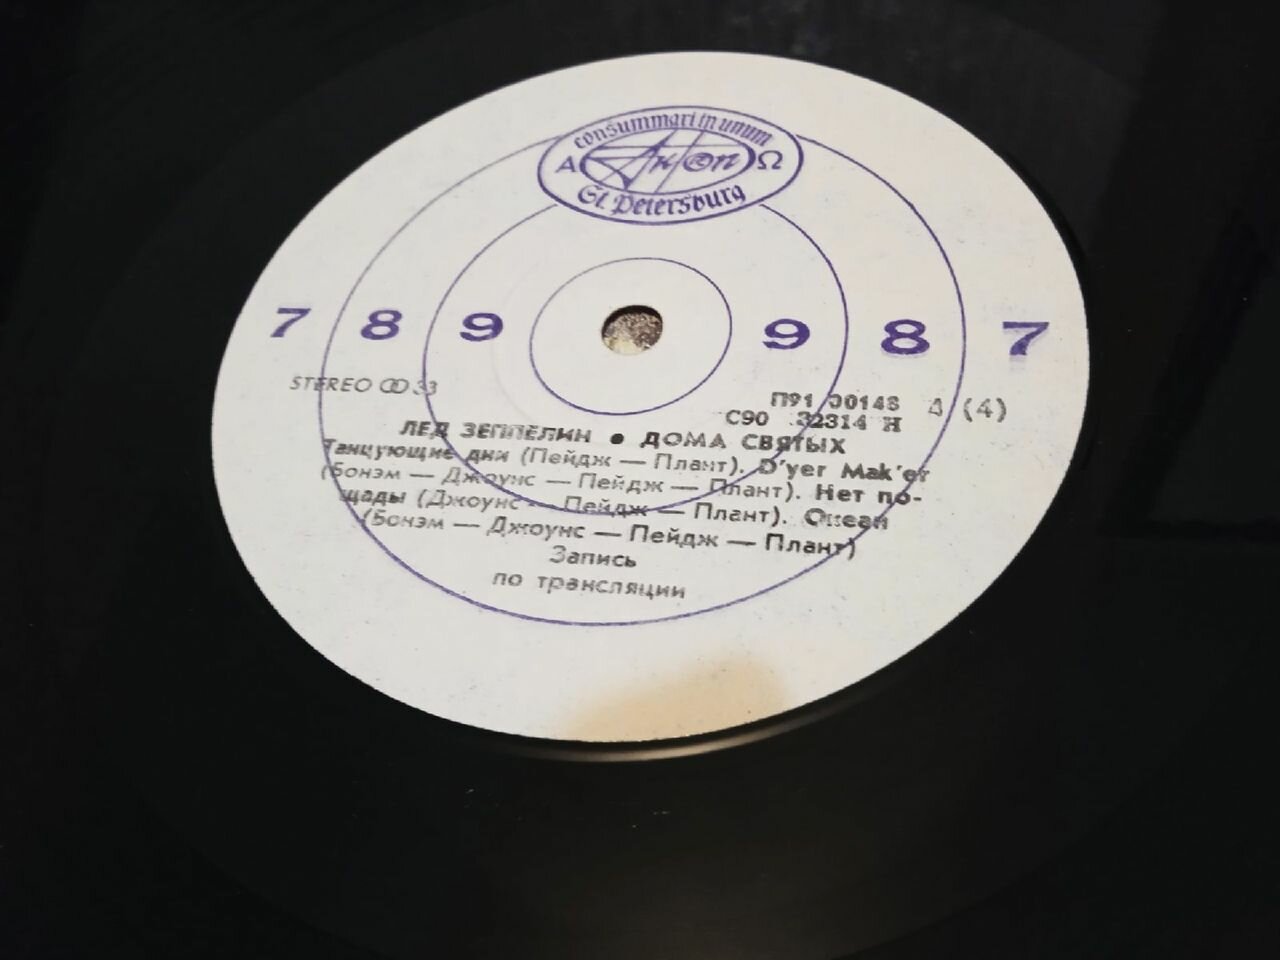 consummari in unum
А АнТроп Ω
St. Petersburg
7 8 9 9 8 7
STEREO 33
П91 00148
С90 32314 Н
(4)
ЛЕД ЗЕППЕЛИН ● ДОМА СВЯТЫХ
Танцующие дни (Пейдж — Плант). D'yer Mak'er
(Бонэм — Джоунс — Пейдж — Плант). Нет по-
щады (Джоунс — Пейдж — Плант). Океан
(Бонэм — Джоунс — Пейдж — Плант)
Запись
по трансляции